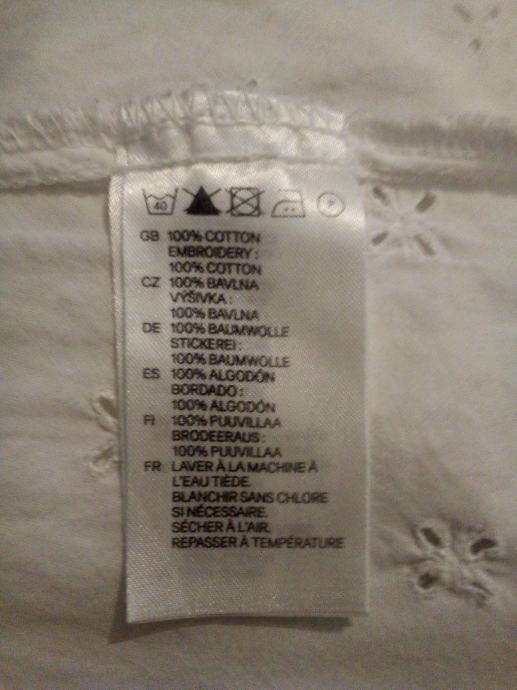 40
P
GB 100% COTTON
EMBROIDERY :
100% COTTON
CZ 100% BAVLNA
VÝŠIVKA :
100% BAVLNA
DE 100% BAUMWOLLE
STICKEREI :
100% BAUMWOLLE
ES 100% ALGODÓN
BORDADO :
100% ALGODÓN
FI 100% PUUVILLAA
BRODEERAUS :
100% PUUVILLAA
FR LAVER À LA MACHINE À
L'EAU TIÈDE.
BLANCHIR SANS CHLORE
SI NÉCESSAIRE.
SÉCHER À L'AIR.
REPASSER À TEMPÉRATURE